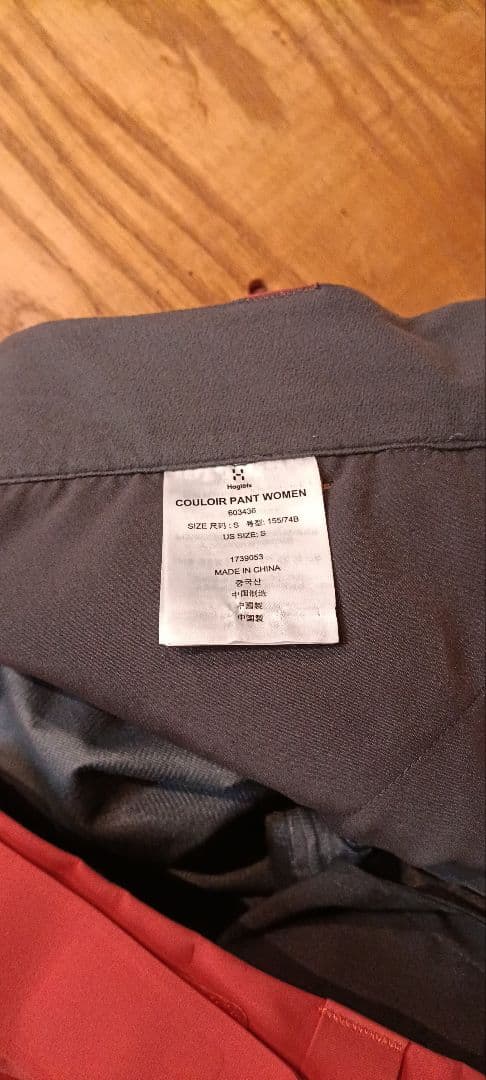 Haglöfs
COULOIR PANT WOMEN
603436
SIZE 尺码 : S 号型: 155/74B
US SIZE: S
1739053
MADE IN CHINA
중국산
中国制造
中国製
中國製